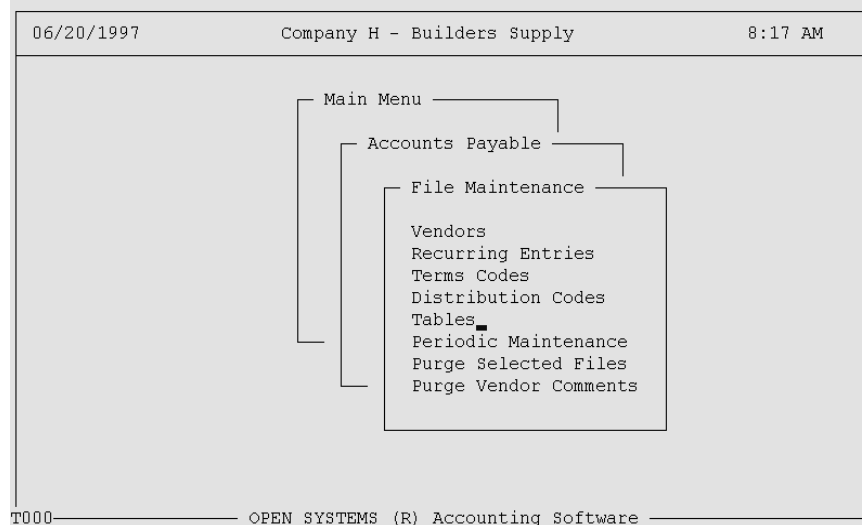 06/20/1997 Company H - Builders Supply 8:17 AM
Main Menu
Accounts Payable
File Maintenance
Vendors
Recurring Entries
Terms Codes
Distribution Codes
Tables
Periodic Maintenance
Purge Selected Files
Purge Vendor Comments
T000 OPEN SYSTEMS (R) Accounting Software